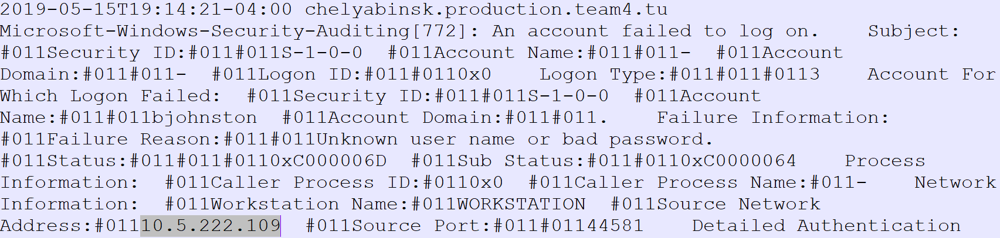 2019-05-15T19:14:21-04:00 chelyabinsk.production.team4.tu
Microsoft-Windows-Security-Auditing[772]: An account failed to log on.    Subject:
#011Security ID:#011#011S-1-0-0  #011Account Name:#011#011-  #011Account
Domain:#011#011-  #011Logon ID:#011#0110x0    Logon Type:#011#011#0113    Account For
Which Logon Failed:  #011Security ID:#011#011S-1-0-0  #011Account
Name:#011#011bjohnston  #011Account Domain:#011#011.    Failure Information:
#011Failure Reason:#011#011Unknown user name or bad password.
#011Status:#011#011#0110xC000006D  #011Sub Status:#011#0110xC0000064    Process
Information:  #011Caller Process ID:#0110x0  #011Caller Process Name:#011-    Network
Information:  #011Workstation Name:#011WORKSTATION  #011Source Network
Address:#01110.5.222.109  #011Source Port:#011#01144581    Detailed Authentication